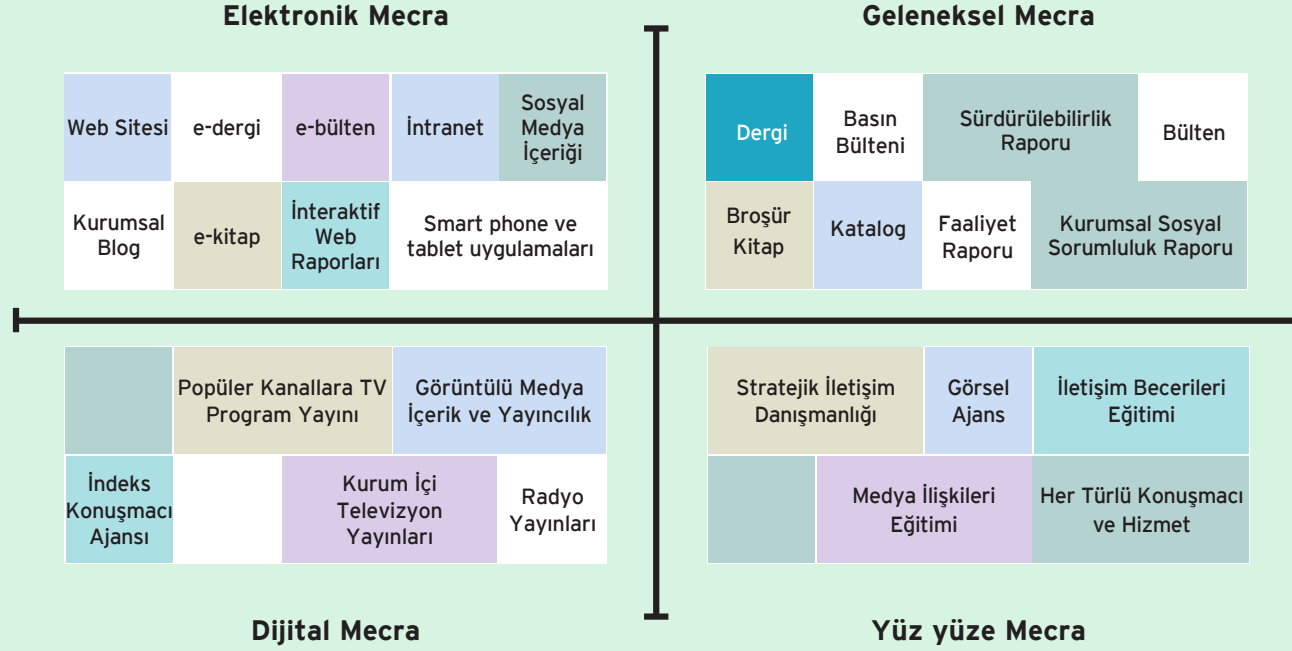 Elektronik Mecra
Web Sitesi
e-dergi
e-bülten
İntranet
Sosyal
Medya
İçeriği
Kurumsal
Blog
e-kitap
İnteraktif
Web
Raporları
Smart phone ve
tablet uygulamaları
Geleneksel Mecra
Dergi
Basın
Bülteni
Sürdürülebilirlik
Raporu
Bülten
Broşür
Kitap
Katalog
Faaliyet
Raporu
Kurumsal Sosyal
Sorumluluk Raporu
Popüler Kanallara TV
Program Yayını
Görüntülü Medya
İçerik ve Yayıncılık
İndeks
Konuşmacı
Ajansı
Kurum İçi
Televizyon
Yayınları
Radyo
Yayınları
Dijital Mecra
Stratejik İletişim
Danışmanlığı
Görsel
Ajans
İletişim Becerileri
Eğitimi
Medya İlişkileri
Eğitimi
Her Türlü Konuşmacı
ve Hizmet
Yüz yüze Mecra